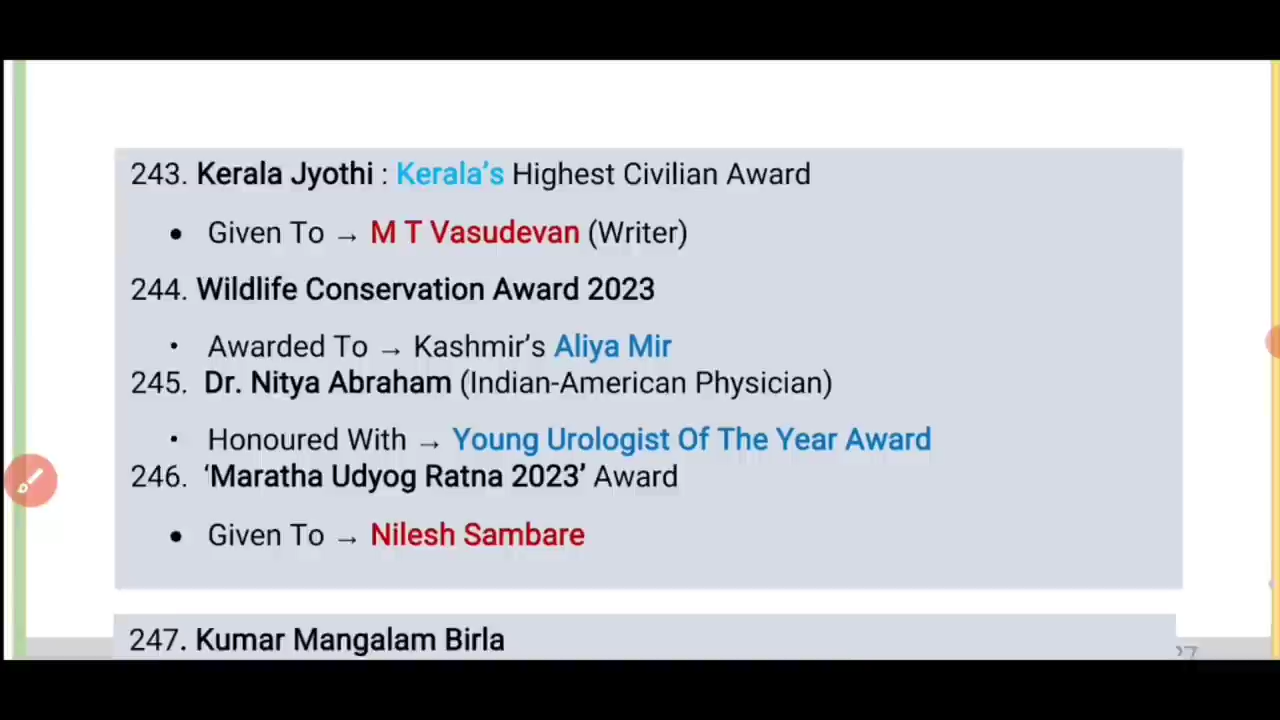 243. Kerala Jyothi : Kerala’s Highest Civilian Award
• Given To → M T Vasudevan (Writer)
244. Wildlife Conservation Award 2023
• Awarded To → Kashmir’s Aliya Mir
245. Dr. Nitya Abraham (Indian-American Physician)
• Honoured With → Young Urologist Of The Year Award
246. ‘Maratha Udyog Ratna 2023’ Award
• Given To → Nilesh Sambare
247. Kumar Mangalam Birla